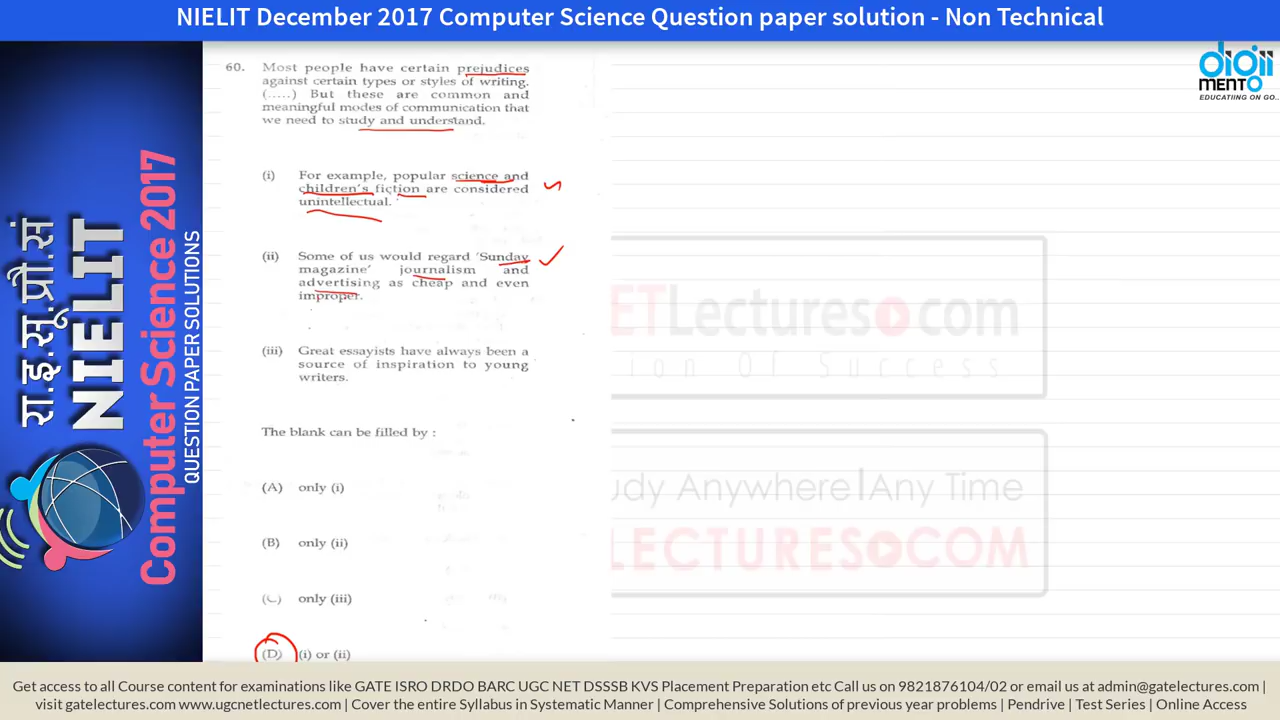 NIELIT December 2017 Computer Science Question paper solution - Non Technical
digii
mento
EDUCATIION ON GO..
रा.इ.सू.प्रौ.सं
NIELIT
Computer Science 2017
QUESTION PAPER SOLUTIONS
60. Most people have certain prejudices
against certain types or styles of writing.
(.....) But these are common and
meaningful modes of communication that
we need to study and understand.
(i) For example, popular science and
children's fiction are considered
unintellectual.
(ii) Some of us would regard 'Sunday
magazine' journalism and
advertising as cheap and even
improper.
(iii) Great essayists have always been a
source of inspiration to young
writers.
The blank can be filled by :
(A) only (i)
(B) only (ii)
(C) only (iii)
(D) (i) or (ii)
NETLectures com
ion Of Success
udy Anywhere Any Time
LECTURES COM
Get access to all Course content for examinations like GATE ISRO DRDO BARC UGC NET DSSSB KVS Placement Preparation etc Call us on 9821876104/02 or email us at admin@gatelectures.com |
visit gatelectures.com www.ugcnetlectures.com | Cover the entire Syllabus in Systematic Manner | Comprehensive Solutions of previous year problems | Pendrive | Test Series | Online Access